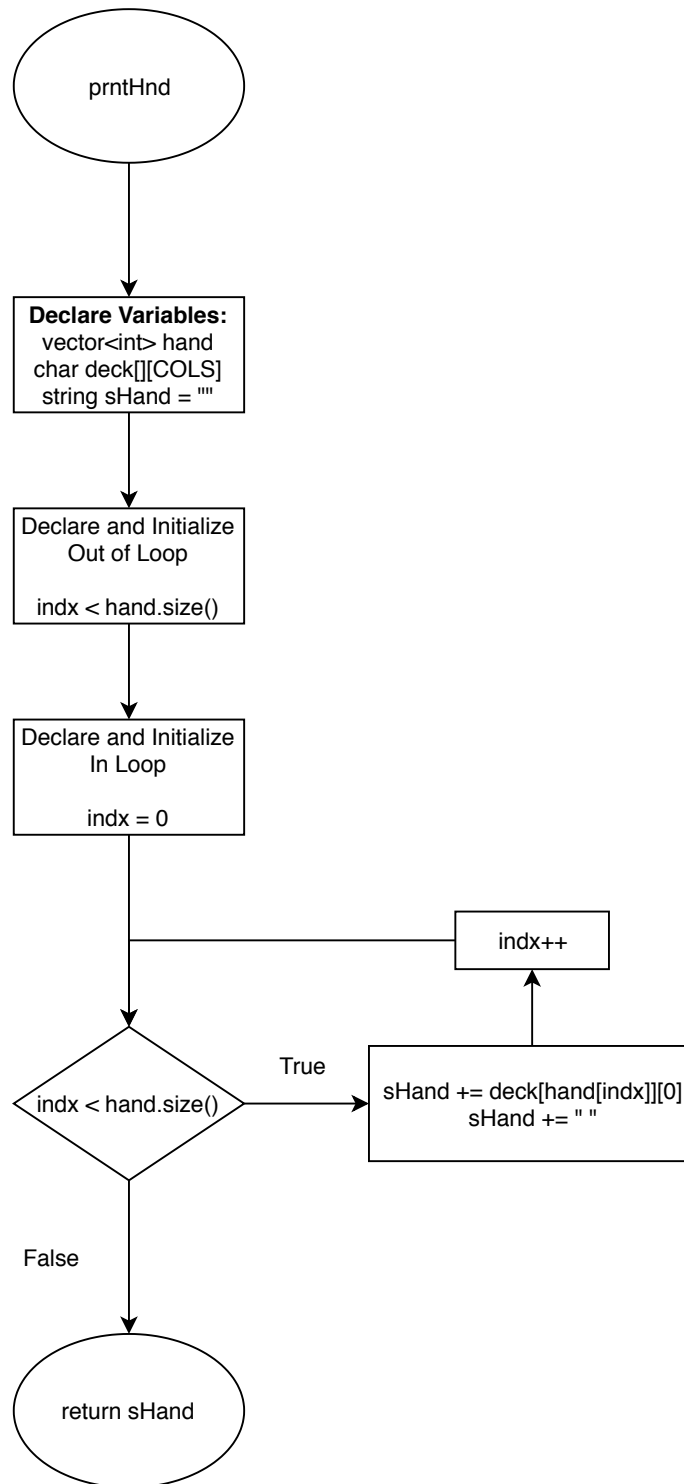 prntHnd
Declare Variables:
vector<int> hand
char deck[][COLS]
string sHand = ""
Declare and Initialize
Out of Loop
indx < hand.size()
Declare and Initialize
In Loop
indx = 0
indx++
True
indx < hand.size()
sHand += deck[hand[indx]][0]
sHand += " "
False
return sHand